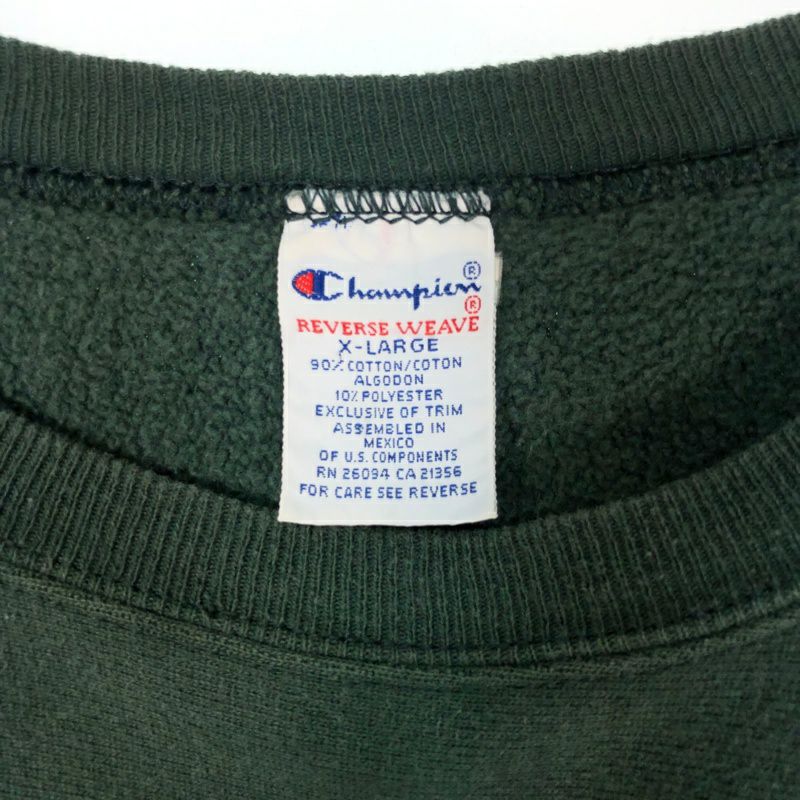 Champion®
®
REVERSE WEAVE
X-LARGE
90% COTTON/COTON
ALGODON
10% POLYESTER
EXCLUSIVE OF TRIM
ASSEMBLED IN
MEXICO
OF U.S. COMPONENTS
RN 26094 CA 21356
FOR CARE SEE REVERSE